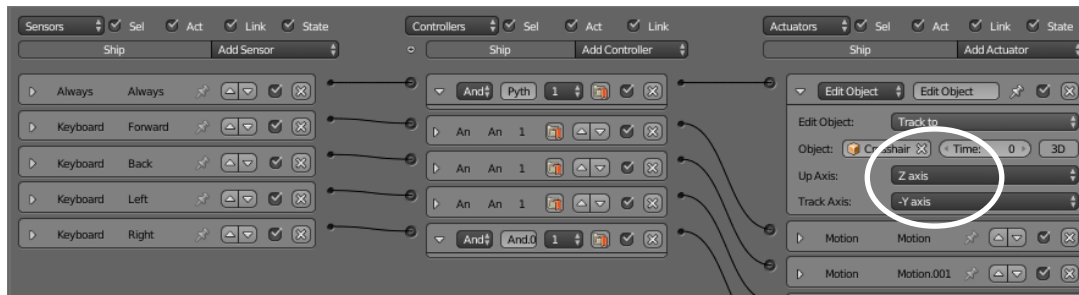 Sensors Sel Act Link State Controllers Sel Act Link Actuators Sel Act Link State
Ship Add Sensor Ship Add Controller Ship Add Actuator
Always Always And Pyth 1 Edit Object Edit Object
Keyboard Forward An An 1 Edit Object: Track to
Object: Crosshair Time: 0 3D
Keyboard Back An An 1 Up Axis: Z axis
Keyboard Left An An 1 Track Axis: -Y axis
Keyboard Right And And.0 1 Motion Motion
Motion Motion.001